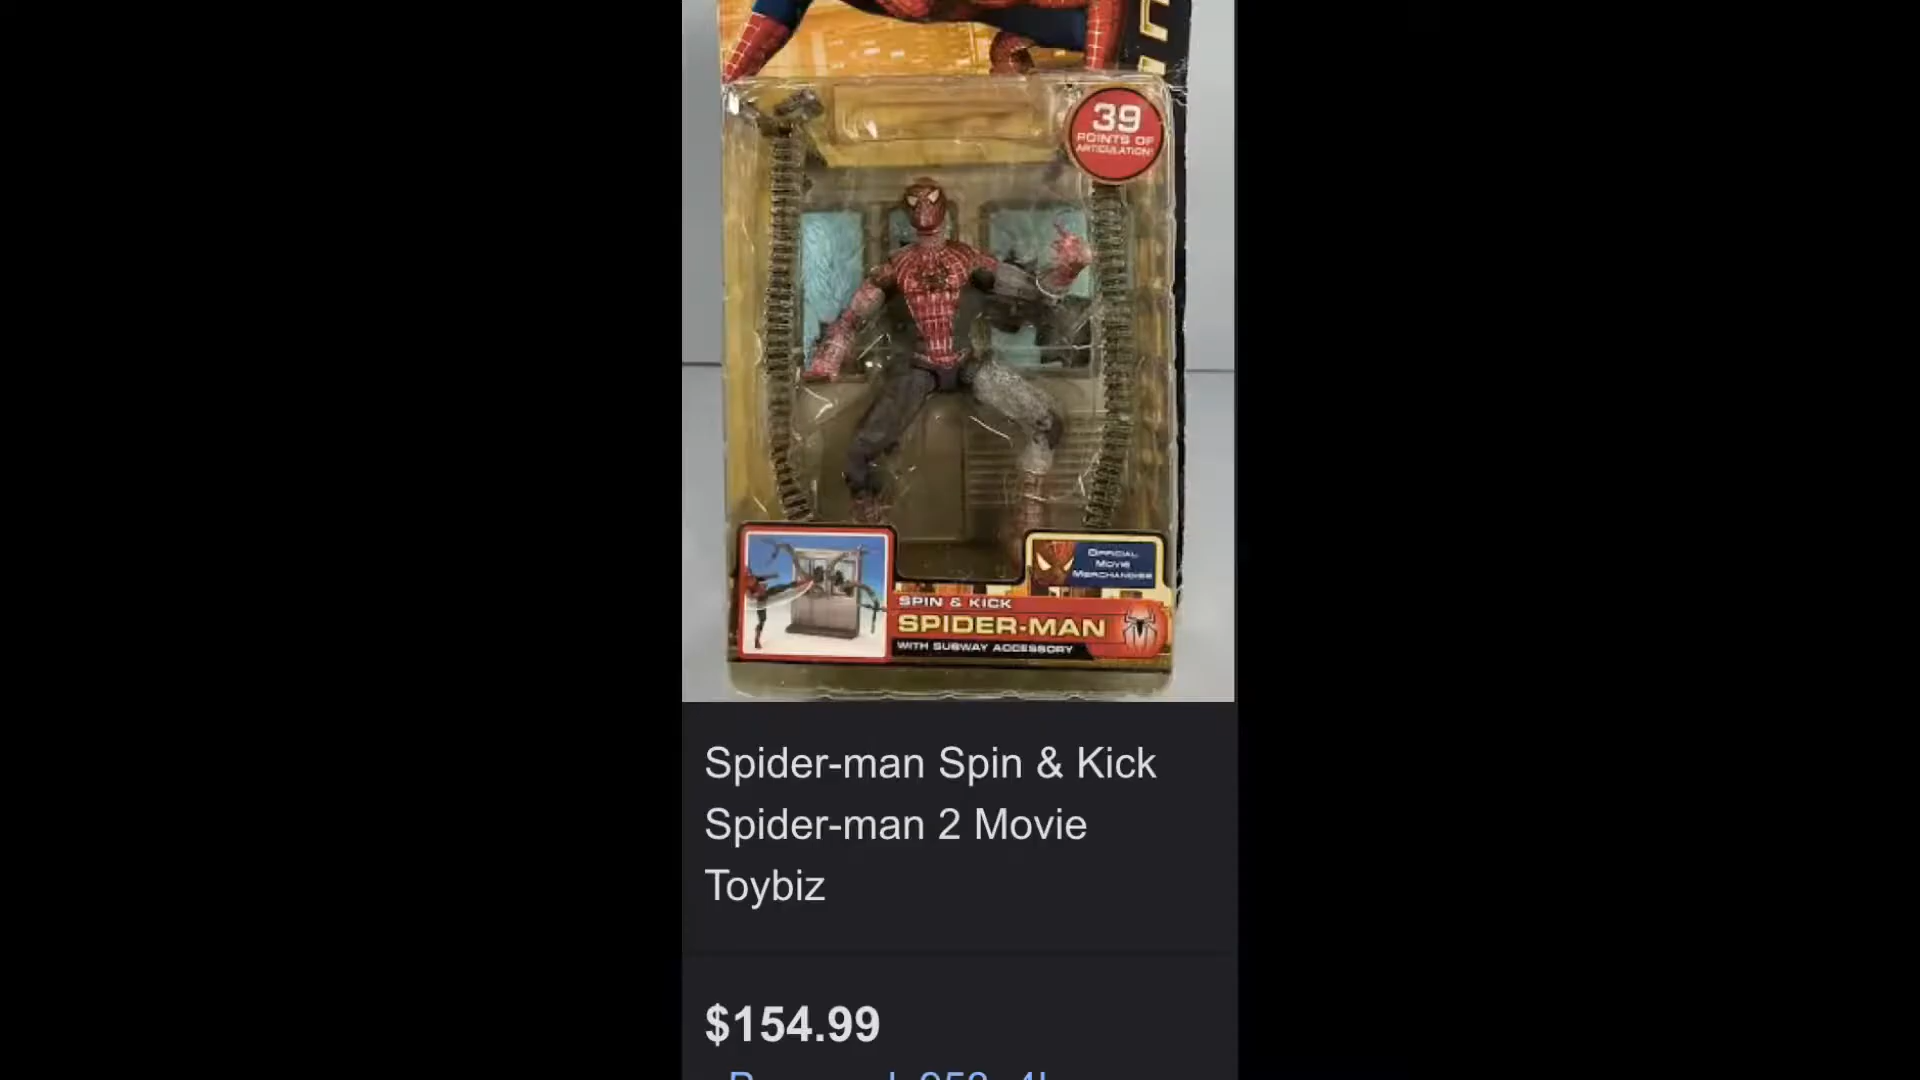 39
POINTS OF
ARTICULATION!
OFFICIAL
MOVIE
MERCHANDISE
SPIN & KICK
SPIDER-MAN
WITH SUBWAY ACCESSORY
Spider-man Spin & Kick
Spider-man 2 Movie
Toybiz
$154.99